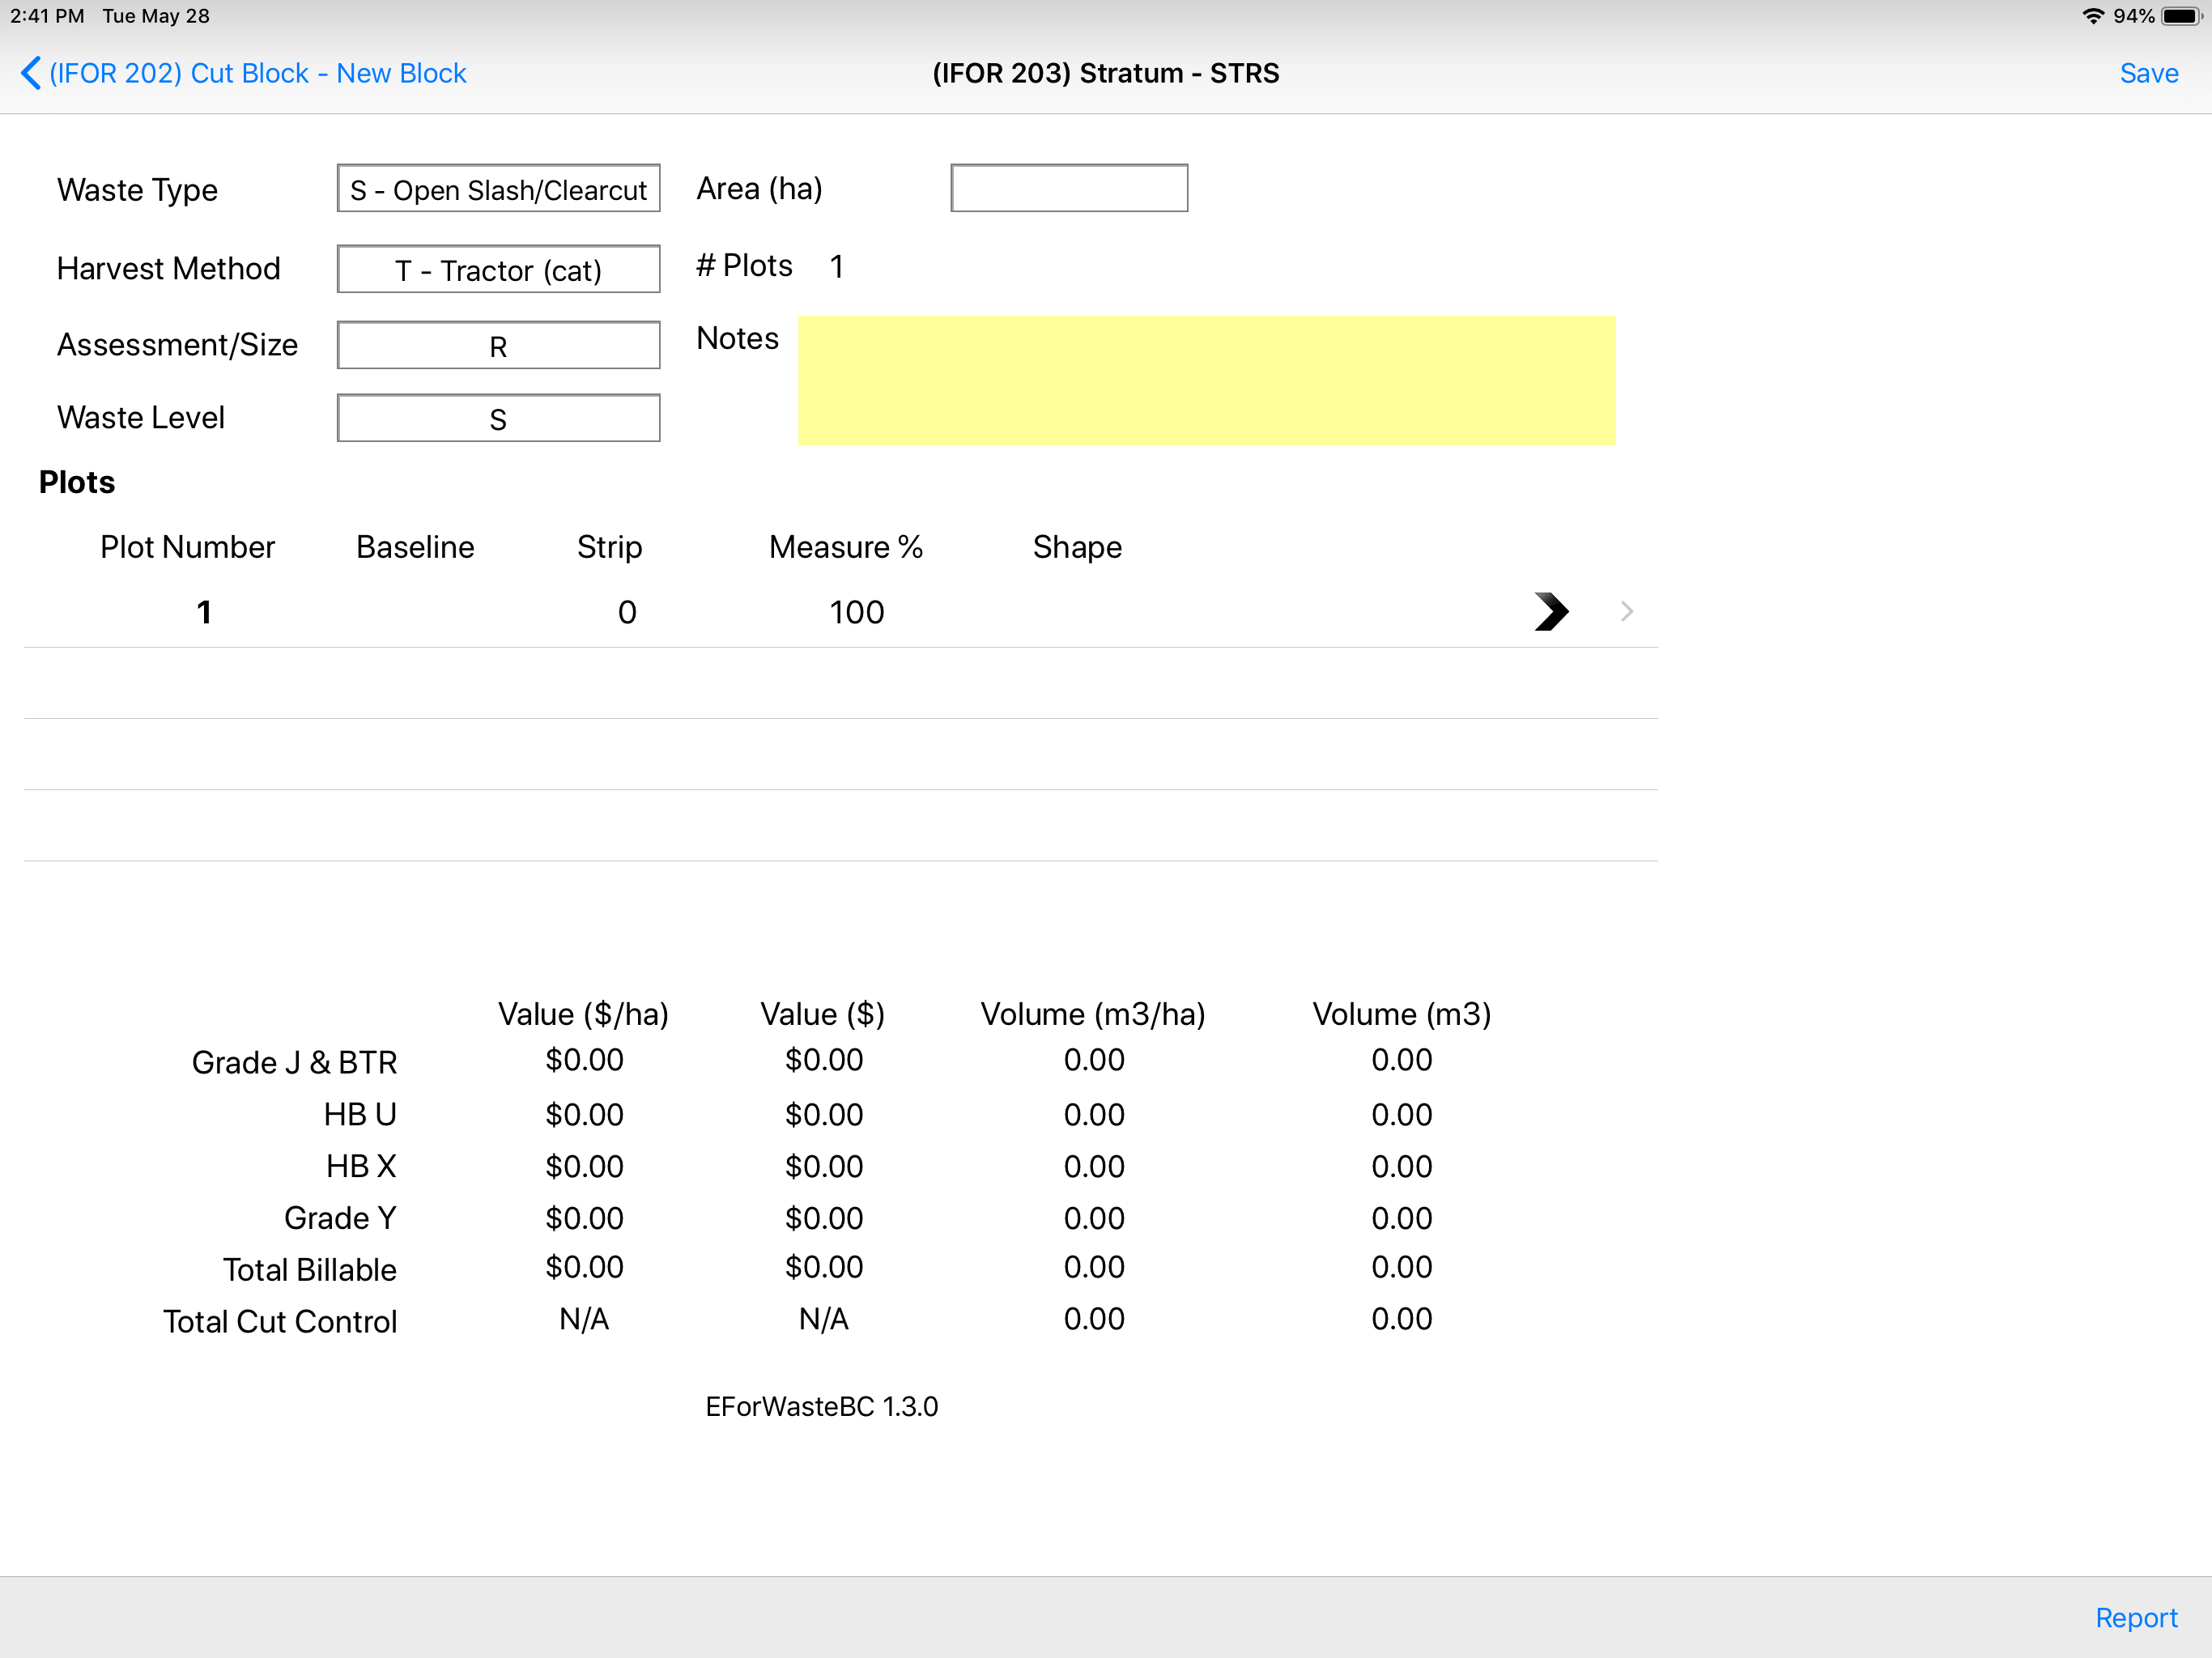 2:41 PM Tue May 28 94%
(IFOR 202) Cut Block - New Block (IFOR 203) Stratum - STRS Save
Waste Type S - Open Slash/Clearcut Area (ha)
Harvest Method T - Tractor (cat) # Plots 1
Assessment/Size R Notes
Waste Level S
Plots
Plot Number Baseline Strip Measure % Shape
1 0 100
Value ($/ha) Value ($) Volume (m3/ha) Volume (m3)
Grade J & BTR $0.00 $0.00 0.00 0.00
HB U $0.00 $0.00 0.00 0.00
HB X $0.00 $0.00 0.00 0.00
Grade Y $0.00 $0.00 0.00 0.00
Total Billable $0.00 $0.00 0.00 0.00
Total Cut Control N/A N/A 0.00 0.00
EForWasteBC 1.3.0
Report